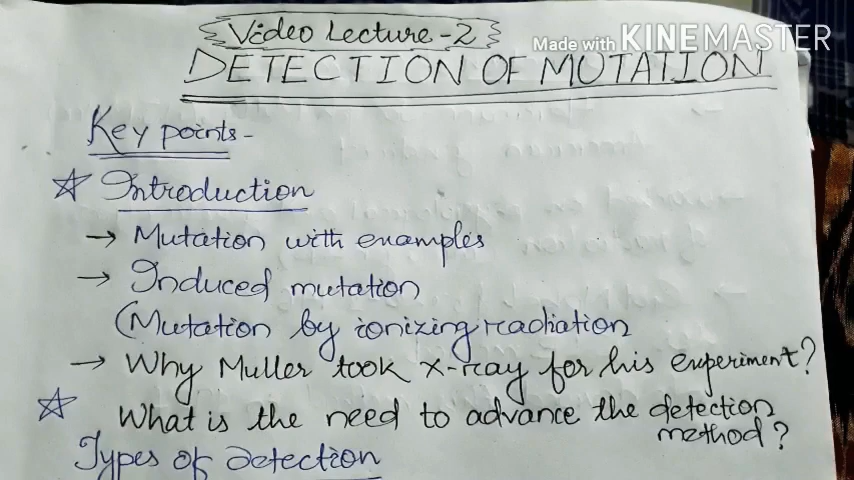 Video Lecture-2
Made with KINEMASTER
DETECTION OF MUTATION
Key points-
☆ Introduction
→ Mutation with examples
→ Induced mutation
(Mutation by ionizing radiation
→ Why Muller took x-ray for his experiment?
☆ What is the need to advance the detection
method?
Types of detection